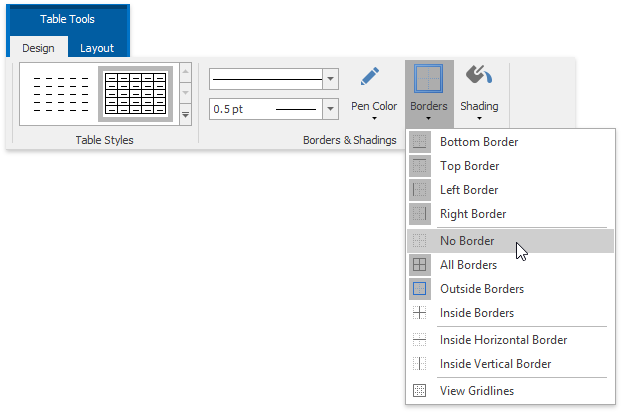 Table Tools
Design Layout
0.5 pt
Pen Color Borders Shading
Table Styles Borders & Shadings
Bottom Border
Top Border
Left Border
Right Border
No Border
All Borders
Outside Borders
Inside Borders
Inside Horizontal Border
Inside Vertical Border
View Gridlines